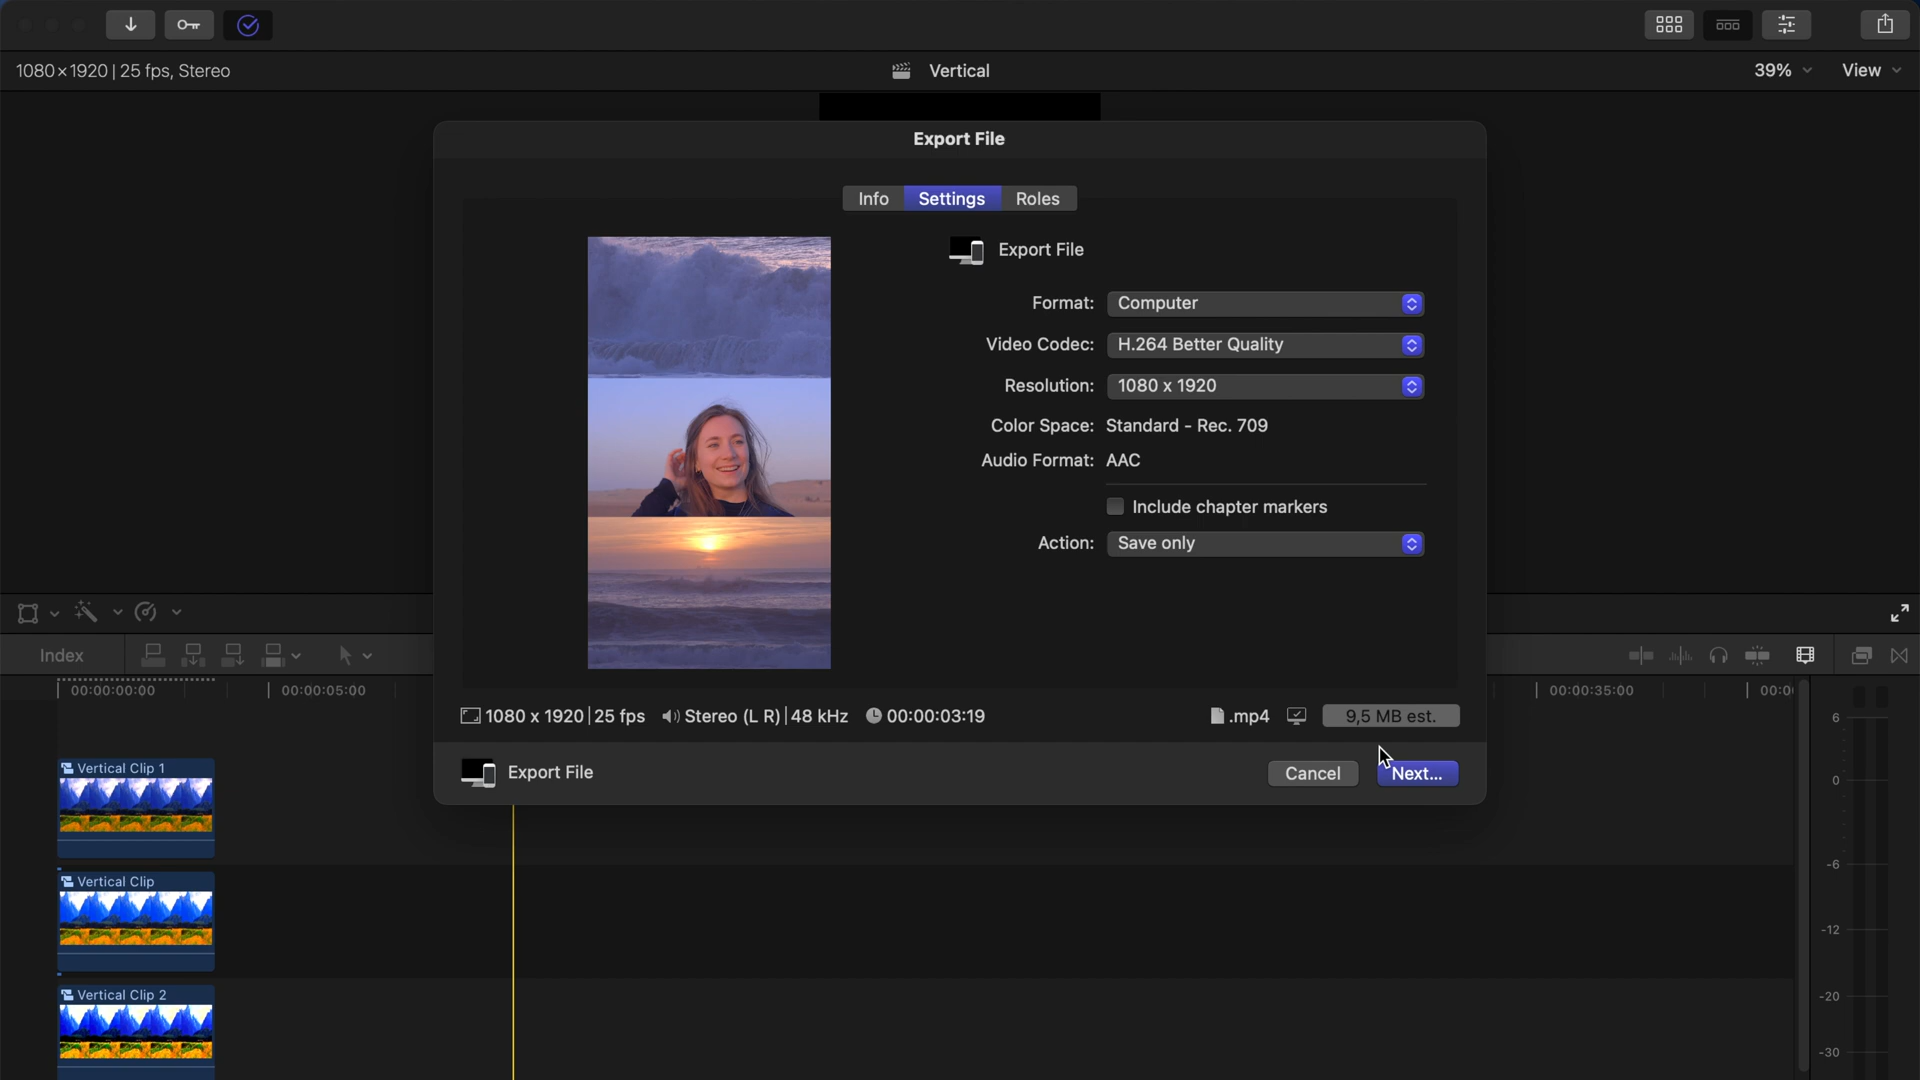 1080×1920 | 25 fps, Stereo
Vertical
39%
View
Export File
Info
Settings
Roles
Export File
Format: Computer
Video Codec: H.264 Better Quality
Resolution: 1080 x 1920
Color Space: Standard - Rec. 709
Audio Format: AAC
Include chapter markers
Action: Save only
1080 x 1920 | 25 fps
Stereo (L R) | 48 kHz
00:00:03:19
.mp4
9,5 MB est.
Export File
Cancel
Next...
Index
00:00:00:00
00:00:05:00
00:00:35:00
00:0
Vertical Clip 1
Vertical Clip
Vertical Clip 2
6
0
-6
-12
-20
-30